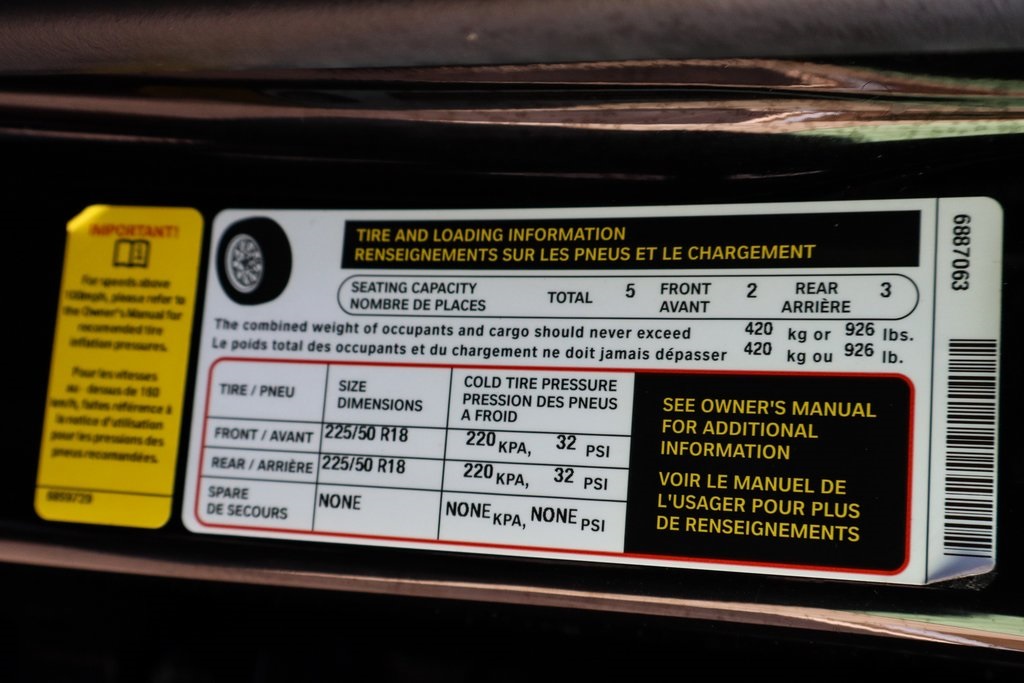 IMPORTANT!
For speeds above
100mph, please refer to
the Owner's Manual for
recomended tire
inflation pressures.
Pour les vitesses
au - dessus de 160
km/h, faites référence à
la notice d'utilisation
pour les pressions des
pneus recomandées.
TIRE AND LOADING INFORMATION
RENSEIGNEMENTS SUR LES PNEUS ET LE CHARGEMENT
SEATING CAPACITY
NOMBRE DE PLACES
TOTAL 5
FRONT
AVANT
2
REAR
ARRIÈRE
3
The combined weight of occupants and cargo should never exceed 420 kg or 926 lbs.
Le poids total des occupants et du chargement ne doit jamais dépasser 420 kg ou 926 lb.
TIRE / PNEU
SIZE
DIMENSIONS
COLD TIRE PRESSURE
PRESSION DES PNEUS
A FROID
FRONT / AVANT 225/50 R18 220 KPA, 32 PSI
REAR / ARRIÈRE 225/50 R18 220 KPA, 32 PSI
SPARE
DE SECOURS
NONE NONE KPA, NONE PSI
SEE OWNER'S MANUAL
FOR ADDITIONAL
INFORMATION
VOIR LE MANUEL DE
L'USAGER POUR PLUS
DE RENSEIGNEMENTS
6887063